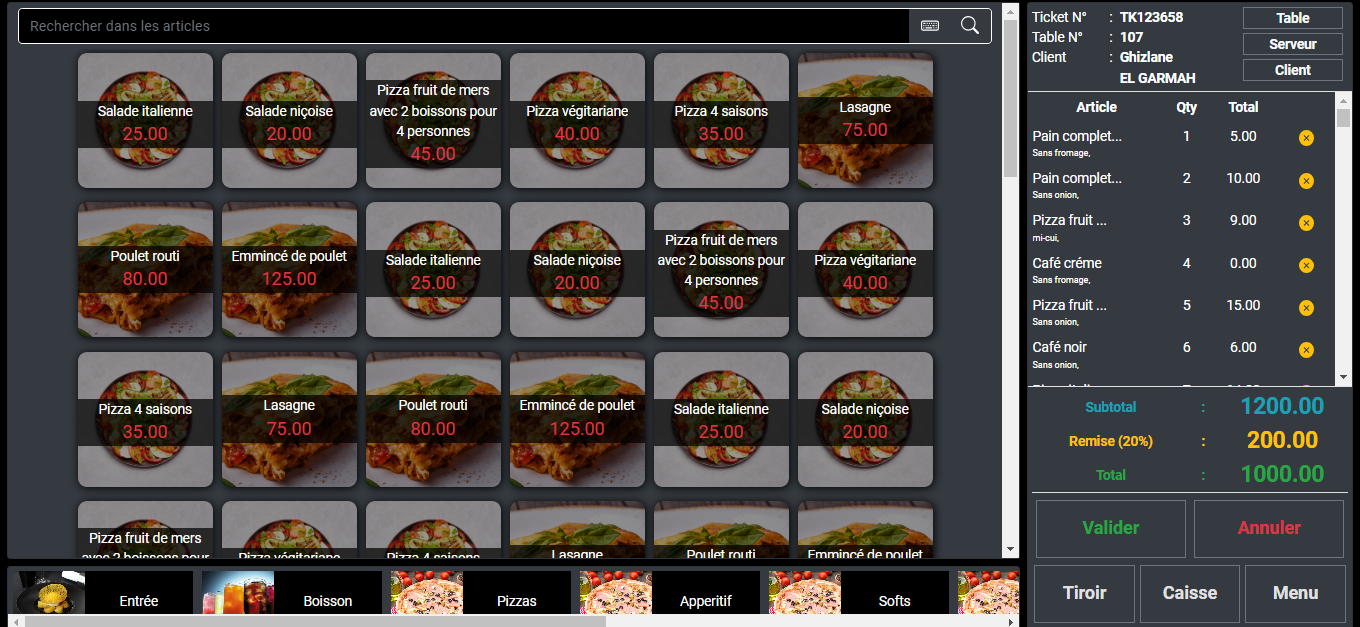 Rechercher dans les articles
Salade italienne
25.00
Salade niçoise
20.00
Pizza fruit de mers
avec 2 boissons pour
4 personnes
45.00
Pizza végitariane
40.00
Pizza 4 saisons
35.00
Lasagne
75.00
Poulet routi
80.00
Emmincé de poulet
125.00
Salade italienne
25.00
Salade niçoise
20.00
Pizza fruit de mers
avec 2 boissons pour
4 personnes
45.00
Pizza végitariane
40.00
Pizza 4 saisons
35.00
Lasagne
75.00
Poulet routi
80.00
Emmincé de poulet
125.00
Salade italienne
25.00
Salade niçoise
20.00
Pizza fruit de mers
avec 2 boissons pour
Pizza végitariane
Pizza 4 saisons
Lasagne
Poulet routi
Emmincé de poulet
Entrée
Boisson
Pizzas
Apperitif
Softs
Ticket N° : TK123658
Table N° : 107
Client : Ghizlane
EL GARMAH
Table
Serveur
Client
Article Qty Total
Pain complet... 1 5.00
Sans fromage,
Pain complet... 2 10.00
Sans onion,
Pizza fruit ... 3 9.00
mi-cui,
Café créme 4 0.00
Sans fromage,
Pizza fruit ... 5 15.00
Sans onion,
Café noir 6 6.00
Sans onion,
Subtotal : 1200.00
Remise (20%) : 200.00
Total : 1000.00
Valider
Annuler
Tiroir
Caisse
Menu